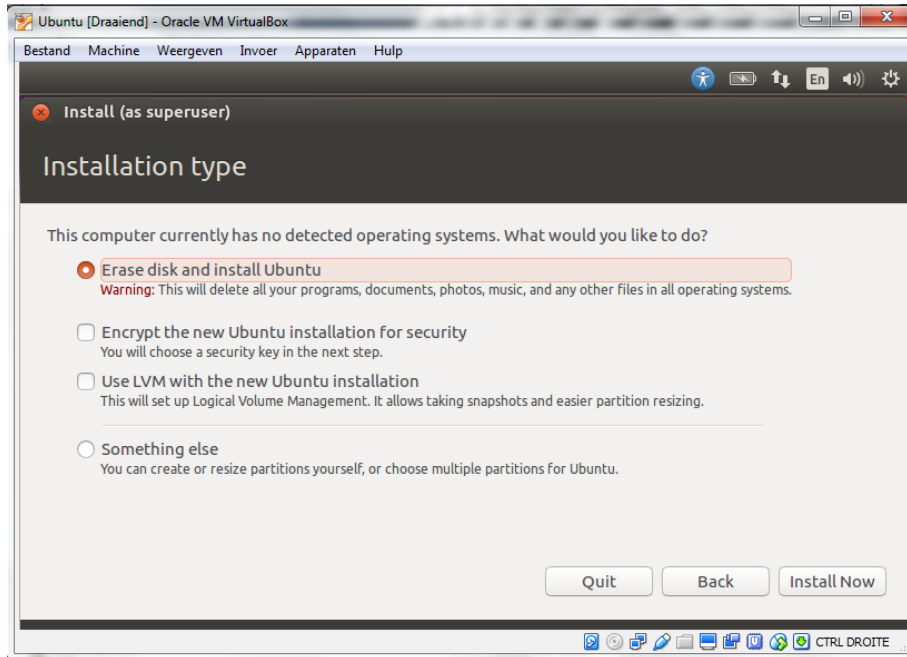 Ubuntu [Draaiend] - Oracle VM VirtualBox
Bestand Machine Weergeven Invoer Apparaten Hulp
En
Install (as superuser)
Installation type
This computer currently has no detected operating systems. What would you like to do?
Erase disk and install Ubuntu
Warning: This will delete all your programs, documents, photos, music, and any other files in all operating systems.
Encrypt the new Ubuntu installation for security
You will choose a security key in the next step.
Use LVM with the new Ubuntu installation
This will set up Logical Volume Management. It allows taking snapshots and easier partition resizing.
Something else
You can create or resize partitions yourself, or choose multiple partitions for Ubuntu.
Quit Back Install Now
CTRL DROITE